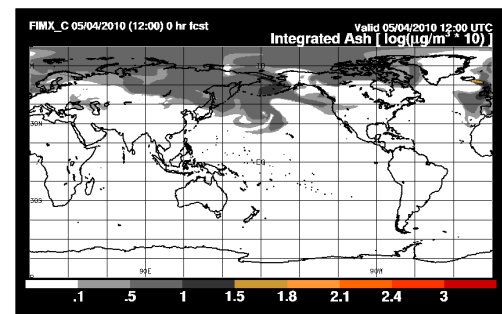 FIMX_C 05/04/2010 (12:00) 0 hr fcst
Valid 05/04/2010 12:00 UTC
Integrated Ash [ log(µg/m³ * 10) ]
30N
EQ
30S
90E
90W
.1 .5 1 1.5 1.8 2.1 2.4 3